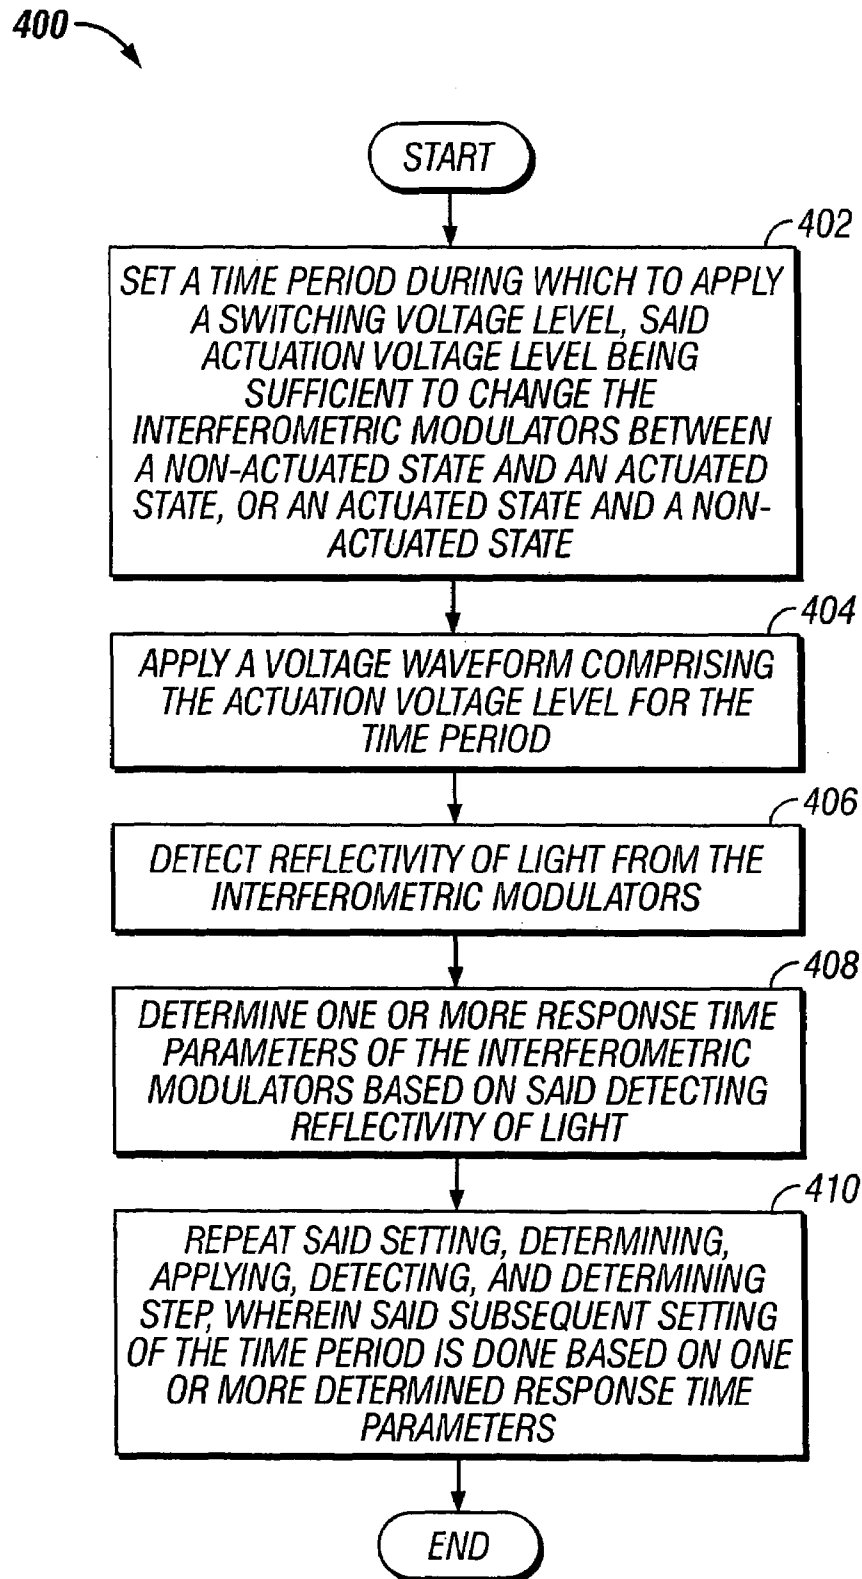 400
START
402
SET A TIME PERIOD DURING WHICH TO APPLY
A SWITCHING VOLTAGE LEVEL, SAID
ACTUATION VOLTAGE LEVEL BEING
SUFFICIENT TO CHANGE THE
INTERFEROMETRIC MODULATORS BETWEEN
A NON-ACTUATED STATE AND AN ACTUATED
STATE, OR AN ACTUATED STATE AND A NON-
ACTUATED STATE
404
APPLY A VOLTAGE WAVEFORM COMPRISING
THE ACTUATION VOLTAGE LEVEL FOR THE
TIME PERIOD
406
DETECT REFLECTIVITY OF LIGHT FROM THE
INTERFEROMETRIC MODULATORS
408
DETERMINE ONE OR MORE RESPONSE TIME
PARAMETERS OF THE INTERFEROMETRIC
MODULATORS BASED ON SAID DETECTING
REFLECTIVITY OF LIGHT
410
REPEAT SAID SETTING, DETERMINING,
APPLYING, DETECTING, AND DETERMINING
STEP, WHEREIN SAID SUBSEQUENT SETTING
OF THE TIME PERIOD IS DONE BASED ON ONE
OR MORE DETERMINED RESPONSE TIME
PARAMETERS
END